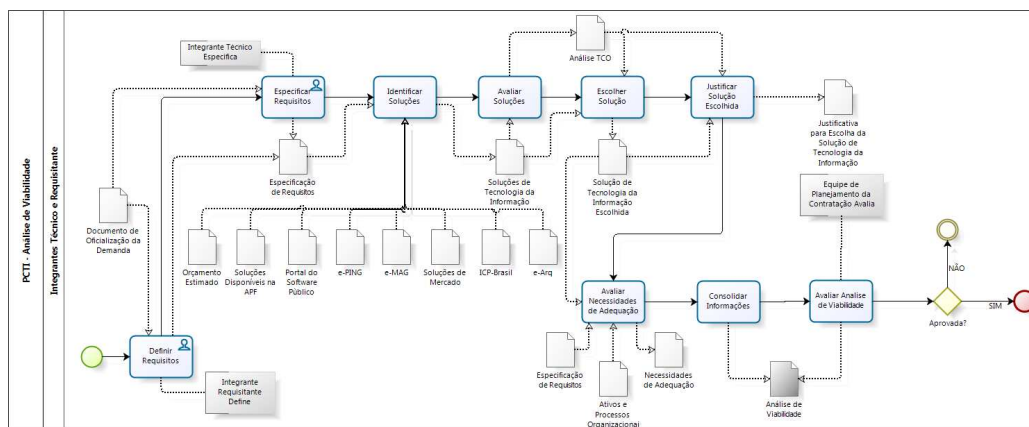 PCTI - Análise de Viabilidade
Integrantes Técnico e Requisitante
Integrante Técnico
Especifica
Análise TCO
Especificar
Requisitos
Identificar
Soluções
Avaliar
Soluções
Escolher
Solução
Justificar
Solução
Escolhida
Justificativa
para Escolha da
Solução de
Tecnologia da
Informação
Especificação
de Requisitos
Soluções de
Tecnologia da
Informação
Solução de
Tecnologia da
Informação
Escolhida
Equipe de
Planejamento da
Contratação Avalia
Documento de
Oficialização da
Demanda
Orçamento
Estimado
Soluções
Disponíveis na
APF
Portal do
Software
Público
e-PING
e-MAG
Soluções de
Mercado
ICP-Brasil
e-Arq
NÃO
Avaliar
Necessidades
de Adequação
Consolidar
Informações
Avaliar Analise
de Viabilidade
Aprovada?
SIM
Definir
Requisitos
Integrante
Requisitante
Define
Especificação
de Requisitos
Ativos e
Processos
Organizacional
Necessidades
de Adequação
Análise de
Viabilidade